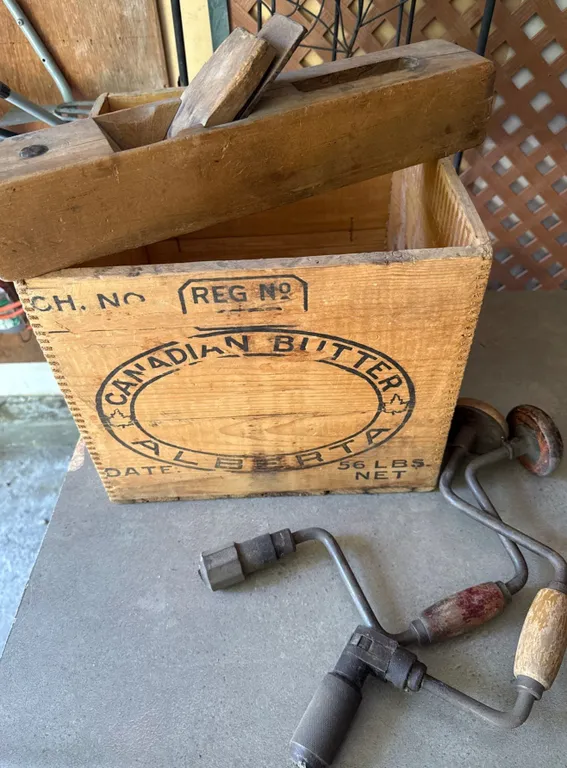 CH. NO
REG NO
CANADIAN BUTTER
ALBERTA
DATE
56 LBS.
NET